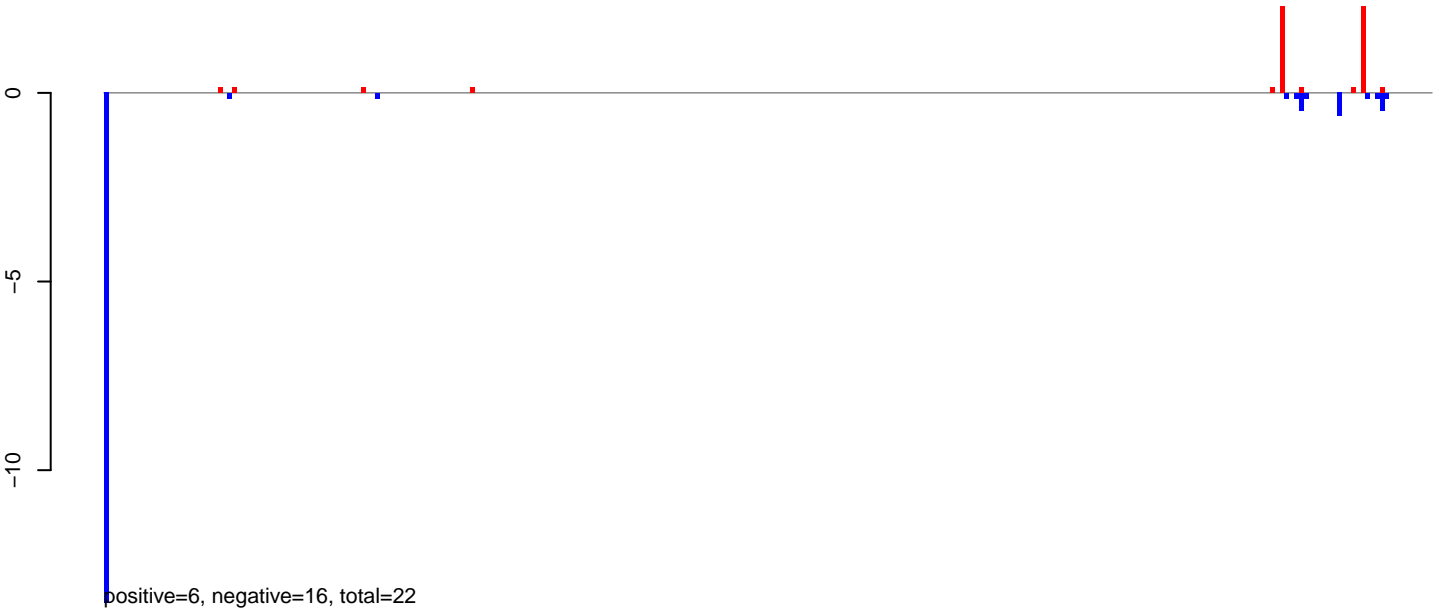 0
−5
−10
positive=6, negative=16, total=22